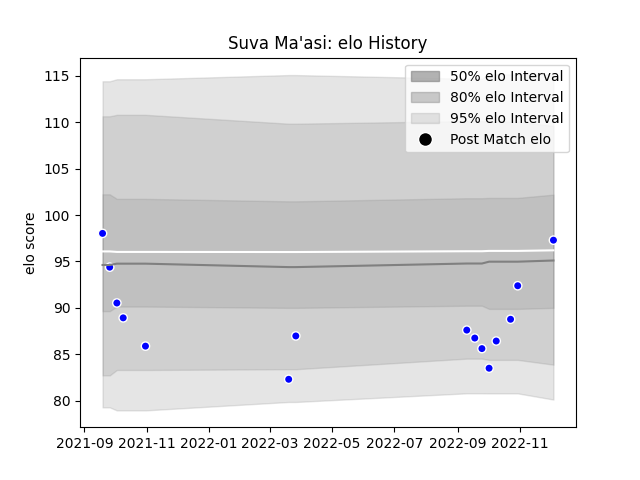 Suva Ma'asi: elo History
50% elo Interval
80% elo Interval
95% elo Interval
Post Match elo
elo score
115
110
105
100
95
90
85
80
2021-09 2021-11 2022-01 2022-03 2022-05 2022-07 2022-09 2022-11